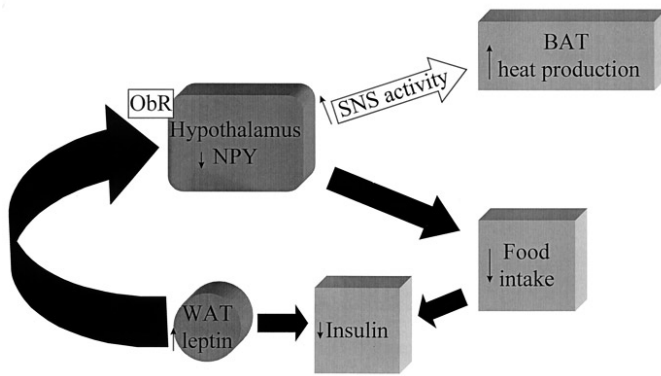 BAT
↑ heat production
ObR
↑ SNS activity
Hypothalamus
↓ NPY
Food
↓ intake
WAT
↑ leptin
↓ Insulin